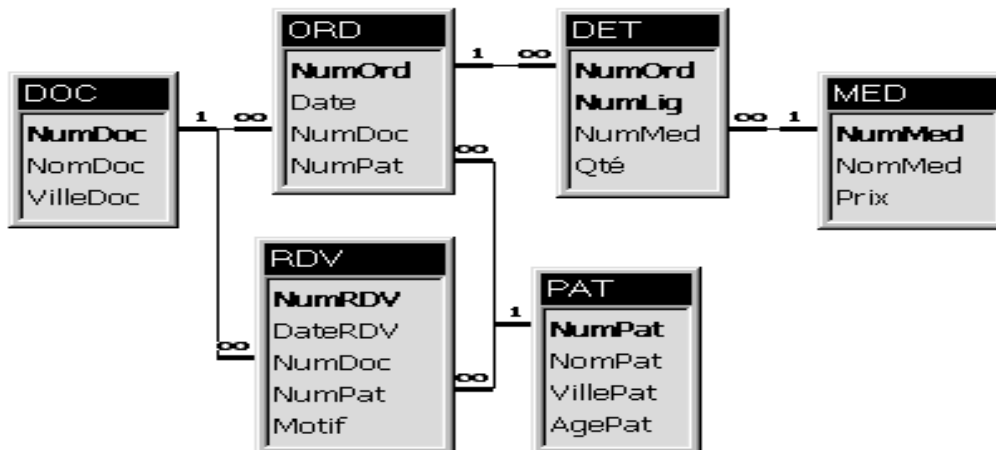 DOC
NumDoc
NomDoc
VilleDoc
1
∞
ORD
NumOrd
Date
NumDoc
NumPat
1
∞
∞
DET
NumOrd
NumLig
NumMed
Qté
∞
1
MED
NumMed
NomMed
Prix
RDV
NumRDV
DateRDV
NumDoc
NumPat
Motif
∞
∞
1
PAT
NumPat
NomPat
VillePat
AgePat